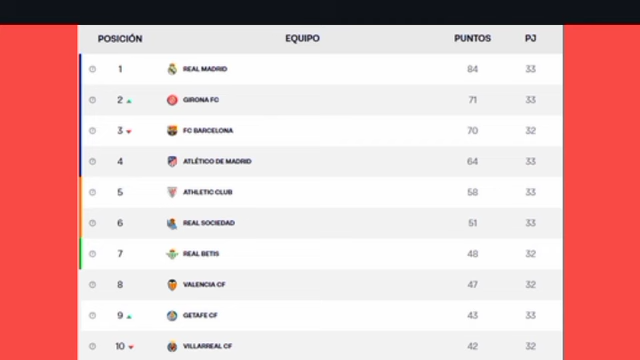 POSICIÓN EQUIPO PUNTOS PJ
1 REAL MADRID 84 33
2 GIRONA FC 71 33
3 FC BARCELONA 70 32
4 ATLÉTICO DE MADRID 64 33
5 ATHLETIC CLUB 58 33
6 REAL SOCIEDAD 51 33
7 REAL BETIS 48 32
8 VALENCIA CF 47 32
9 GETAFE CF 43 33
10 VILLARREAL CF 42 32